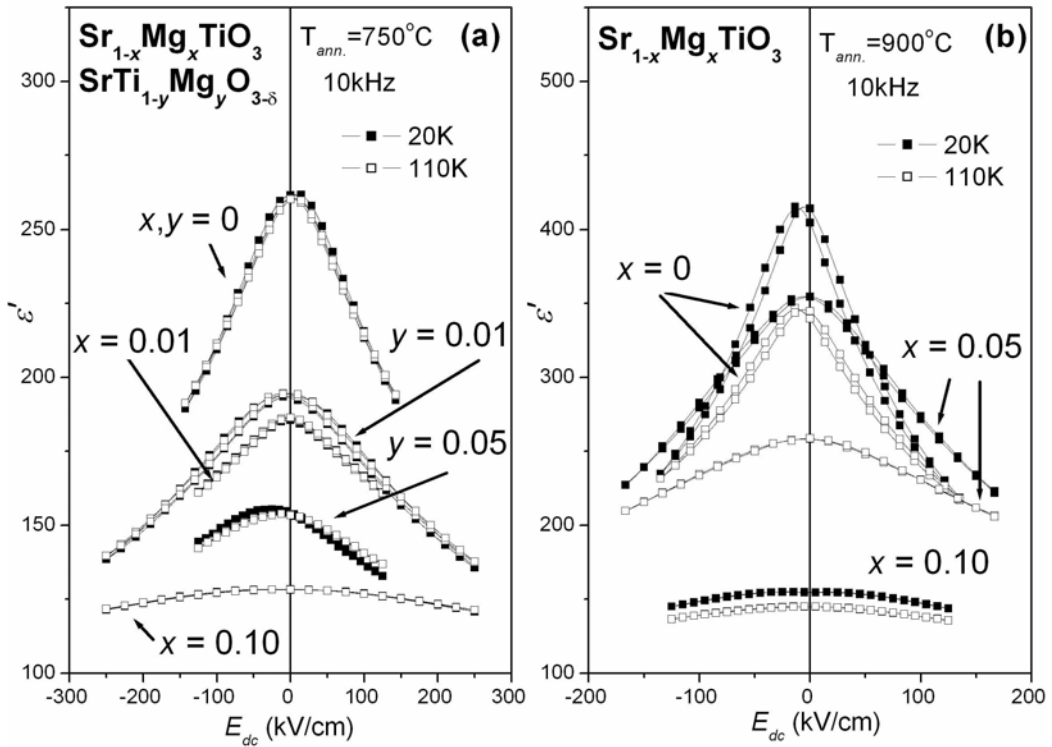 Sr1-xMgxTiO3
SrTi1-yMgyO3-δ
Tann.=750°C
(a)
10kHz
20K
110K
x,y = 0
x = 0.01
y = 0.01
y = 0.05
x = 0.10
ε'
300
250
200
150
100
-300 -200 -100 0 100 200 300
Edc (kV/cm)
Sr1-xMgxTiO3
Tann.=900°C
(b)
10kHz
20K
110K
x = 0
x = 0.05
x = 0.10
ε'
500
400
300
200
100
-200 -100 0 100 200
Edc (kV/cm)